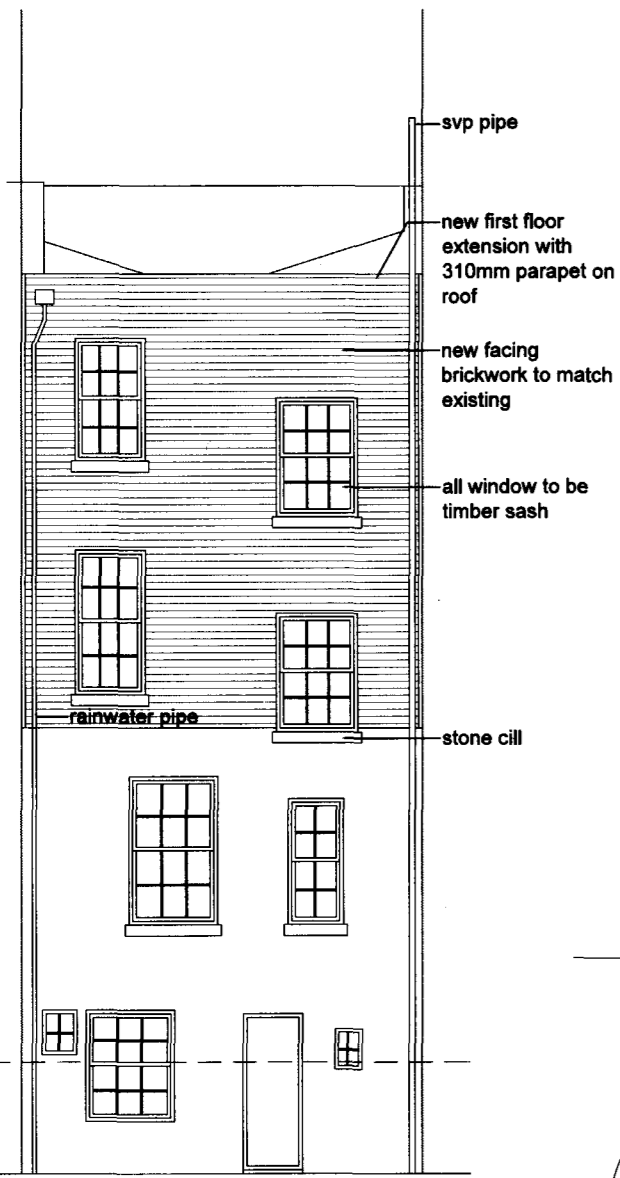 svp pipe
new first floor
extension with
310mm parapet on
roof
new facing
brickwork to match
existing
all window to be
timber sash
rainwater pipe
stone cill